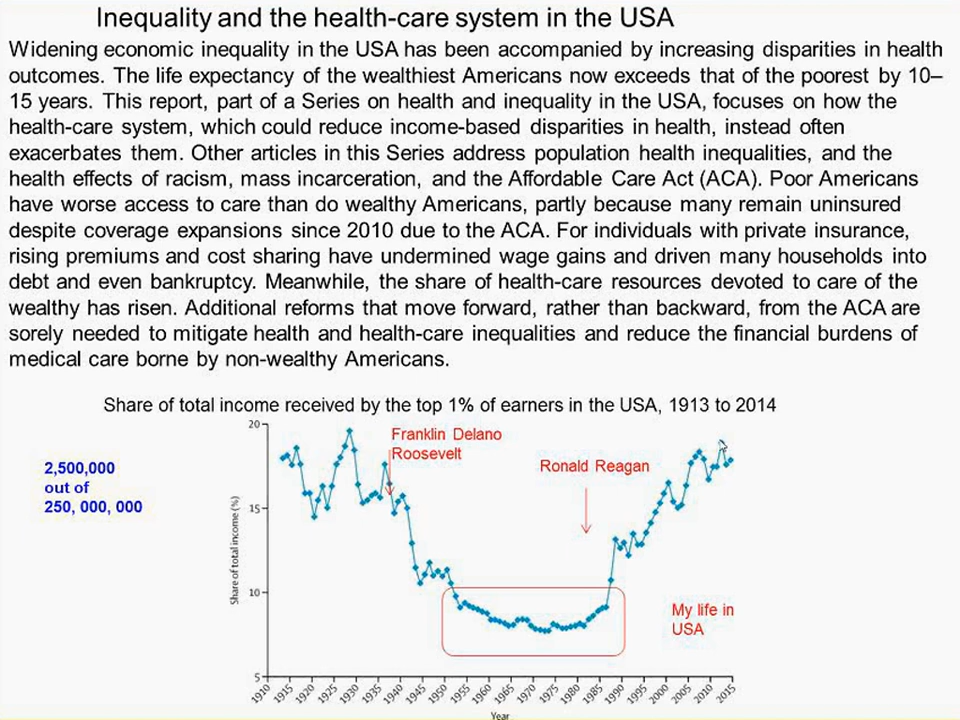 Inequality and the health-care system in the USA
Widening economic inequality in the USA has been accompanied by increasing disparities in health
outcomes. The life expectancy of the wealthiest Americans now exceeds that of the poorest by 10–
15 years. This report, part of a Series on health and inequality in the USA, focuses on how the
health-care system, which could reduce income-based disparities in health, instead often
exacerbates them. Other articles in this Series address population health inequalities, and the
health effects of racism, mass incarceration, and the Affordable Care Act (ACA). Poor Americans
have worse access to care than do wealthy Americans, partly because many remain uninsured
despite coverage expansions since 2010 due to the ACA. For individuals with private insurance,
rising premiums and cost sharing have undermined wage gains and driven many households into
debt and even bankruptcy. Meanwhile, the share of health-care resources devoted to care of the
wealthy has risen. Additional reforms that move forward, rather than backward, from the ACA are
sorely needed to mitigate health and health-care inequalities and reduce the financial burdens of
medical care borne by non-wealthy Americans.
Share of total income received by the top 1% of earners in the USA, 1913 to 2014
2,500,000
out of
250, 000, 000
Franklin Delano
Roosevelt
Ronald Reagan
My life in
USA
Share of total income (%)
20
15
10
5
1910 1915 1920 1925 1930 1935 1940 1945 1950 1955 1960 1965 1970 1975 1980 1985 1990 1995 2000 2005 2010 2015
Year